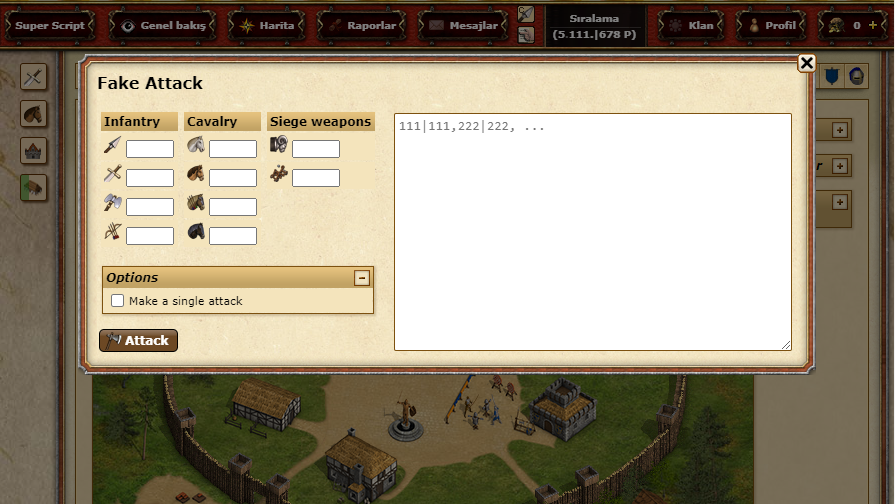 Super Script
Genel bakış
Harita
Raporlar
Mesajlar
Sıralama
(5.111.|678 P)
Klan
Profil
0 +
Fake Attack
Infantry
Cavalry
Siege weapons
111|111,222|222, ...
Options
Make a single attack
Attack
r